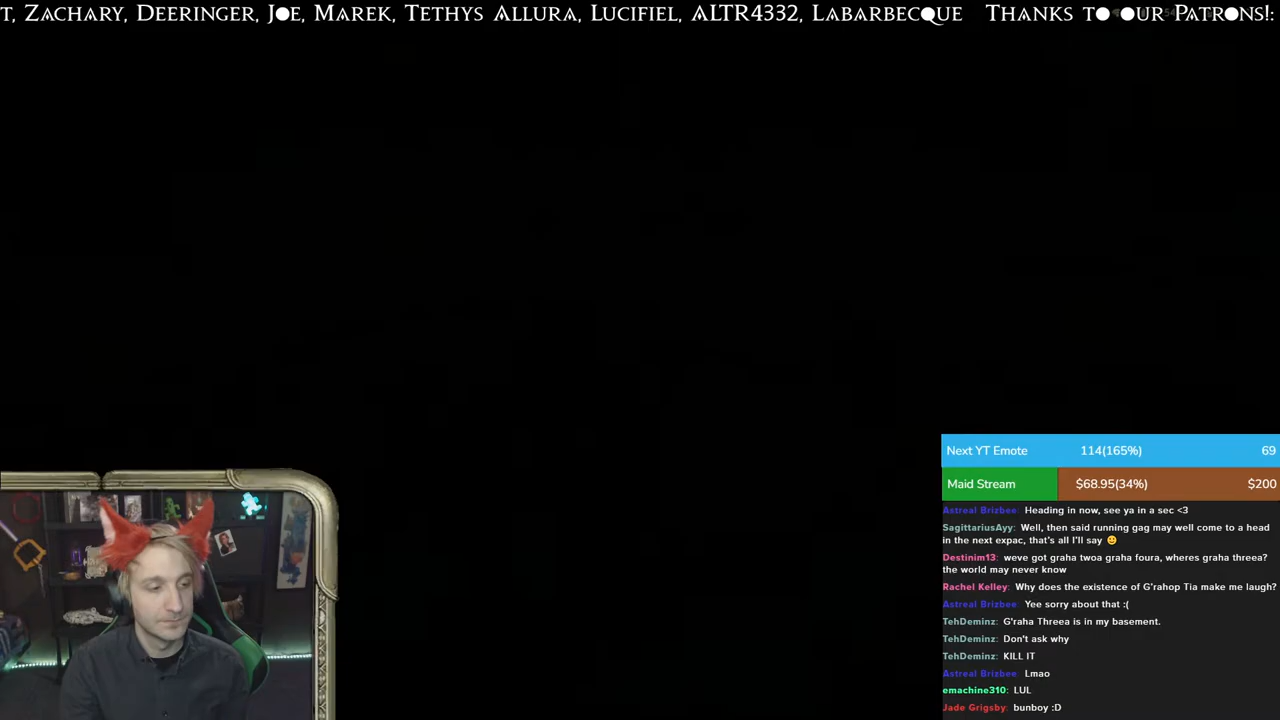 T, Zachary, Deeringer, Joe, Marek, Tethys Allura, Lucifiel, ALTR4332, Labarbecque Thanks to our Patrons!:
Next YT Emote 114(165%) 69
Maid Stream $68.95(34%) $200
Astreal Brizbee: Heading in now, see ya in a sec <3
SagittariusAyy: Well, then said running gag may well come to a head
in the next expac, that's all I'll say 🙂
Destinim13: weve got graha twoa graha foura, wheres graha threea?
the world may never know
Rachel Kelley: Why does the existence of G'rahop Tia make me laugh?
Astreal Brizbee: Yee sorry about that :(
TehDeminz: G'raha Threea is in my basement.
TehDeminz: Don't ask why
TehDeminz: KILL IT
Astreal Brizbee: Lmao
emachine310: LUL
Jade Grigsby: bunboy :D